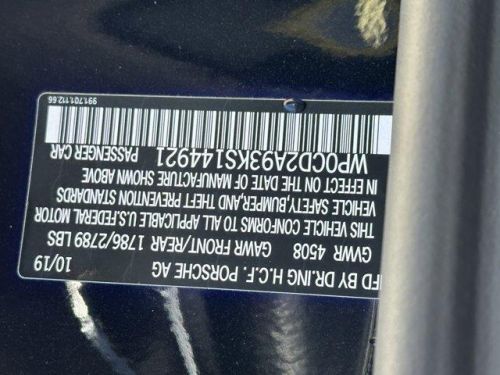 MFD BY DR.ING H.C.F. PORSCHE AG 10/19
GWR 4508 GAWR FRONT/REAR 1786/2789 LBS
THIS VEHICLE CONFORMS TO ALL APPLICABLE U.S.FEDERAL MOTOR
VEHICLE SAFETY,BUMPER,AND THEFT PREVENTION STANDARDS
IN EFFECT ON THE DATE OF MANUFACTURE SHOWN ABOVE
WP0CD2A93KS144921 PASSENGER CAR
991.701.112.66